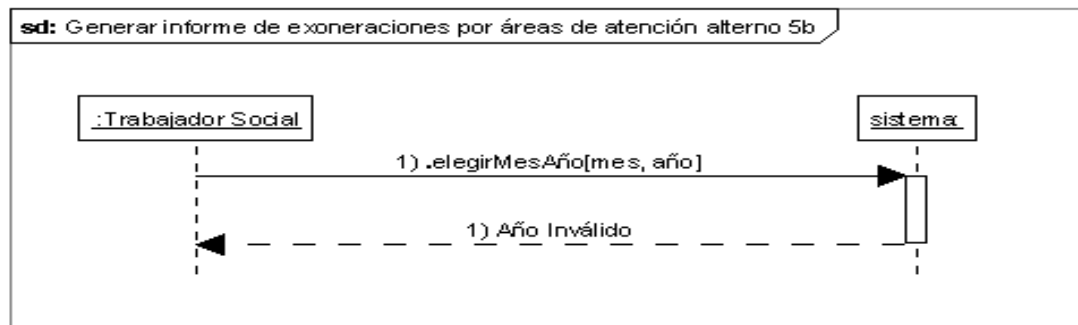 sd: Generar informe de exoneraciones por áreas de atención alterno 5b
:Trabajador Social
sistema:
1) .elegirMesAño[mes, año]
1) Año Inválido